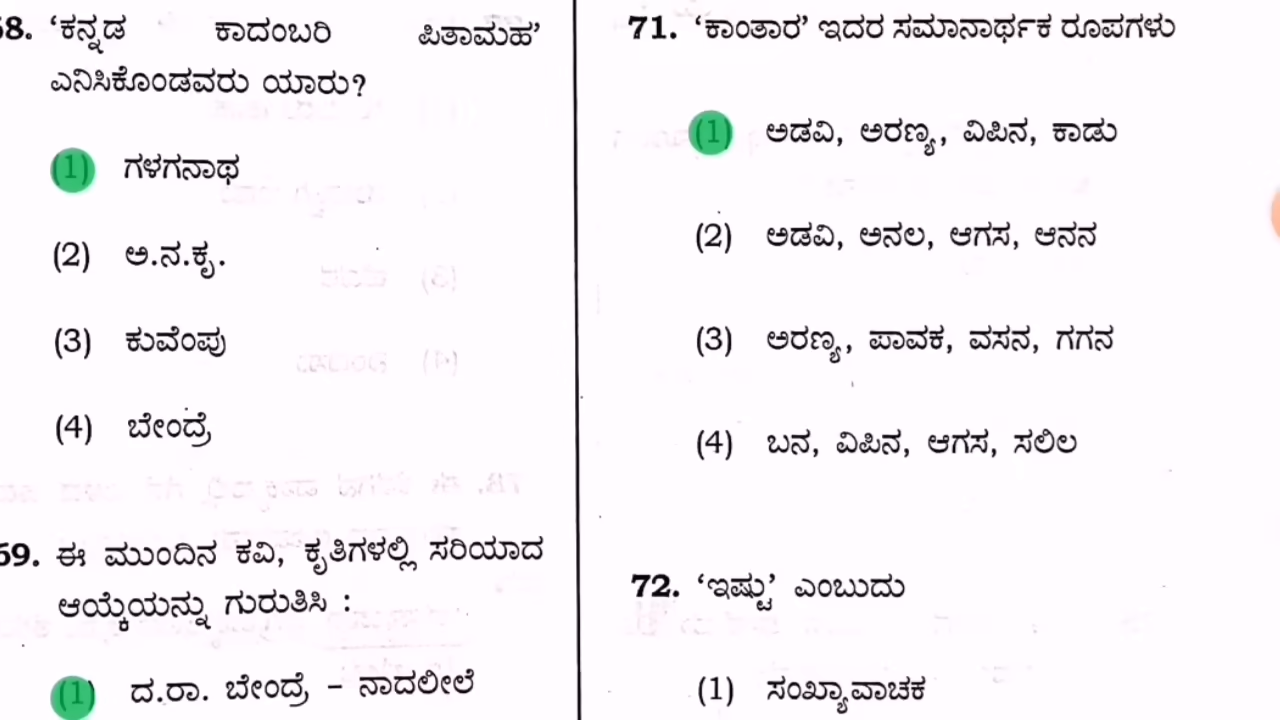 68. ‘ಕನ್ನಡ ಕಾದಂಬರಿ ಪಿತಾಮಹ’
ಎನಿಸಿಕೊಂಡವರು ಯಾರು?
(1) ಗಳಗನಾಥ
(2) ಅ.ನ.ಕೃ.
(3) ಕುವೆಂಪು
(4) ಬೇಂದ್ರೆ
69. ಈ ಮುಂದಿನ ಕವಿ, ಕೃತಿಗಳಲ್ಲಿ ಸರಿಯಾದ
ಆಯ್ಕೆಯನ್ನು ಗುರುತಿಸಿ :
(1) ದ.ರಾ. ಬೇಂದ್ರೆ – ನಾದಲೀಲೆ
71. ‘ಕಾಂತಾರ’ ಇದರ ಸಮಾನಾರ್ಥಕ ರೂಪಗಳು
(1) ಅಡವಿ, ಅರಣ್ಯ, ವಿಪಿನ, ಕಾಡು
(2) ಅಡವಿ, ಅನಲ, ಆಗಸ, ಆನನ
(3) ಅರಣ್ಯ, ಪಾವಕ, ವಸನ, ಗಗನ
(4) ಬನ, ವಿಪಿನ, ಆಗಸ, ಸಲಿಲ
72. ‘ಇಷ್ಟು’ ಎಂಬುದು
(1) ಸಂಖ್ಯಾವಾಚಕ